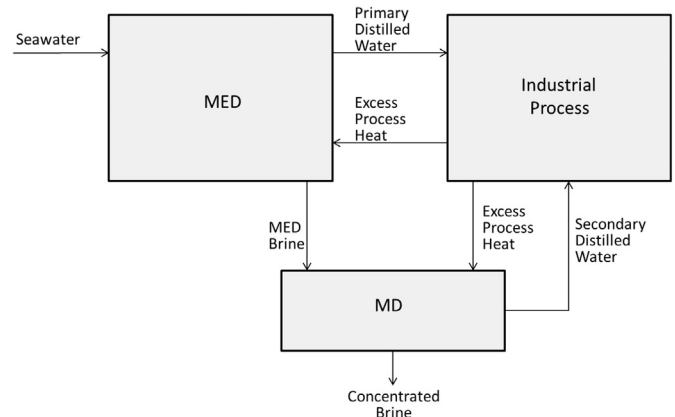 Seawater
Primary
Distilled
Water
MED
Industrial
Process
Excess
Process
Heat
MED
Brine
Excess
Process
Heat
Secondary
Distilled
Water
MD
Concentrated
Brine